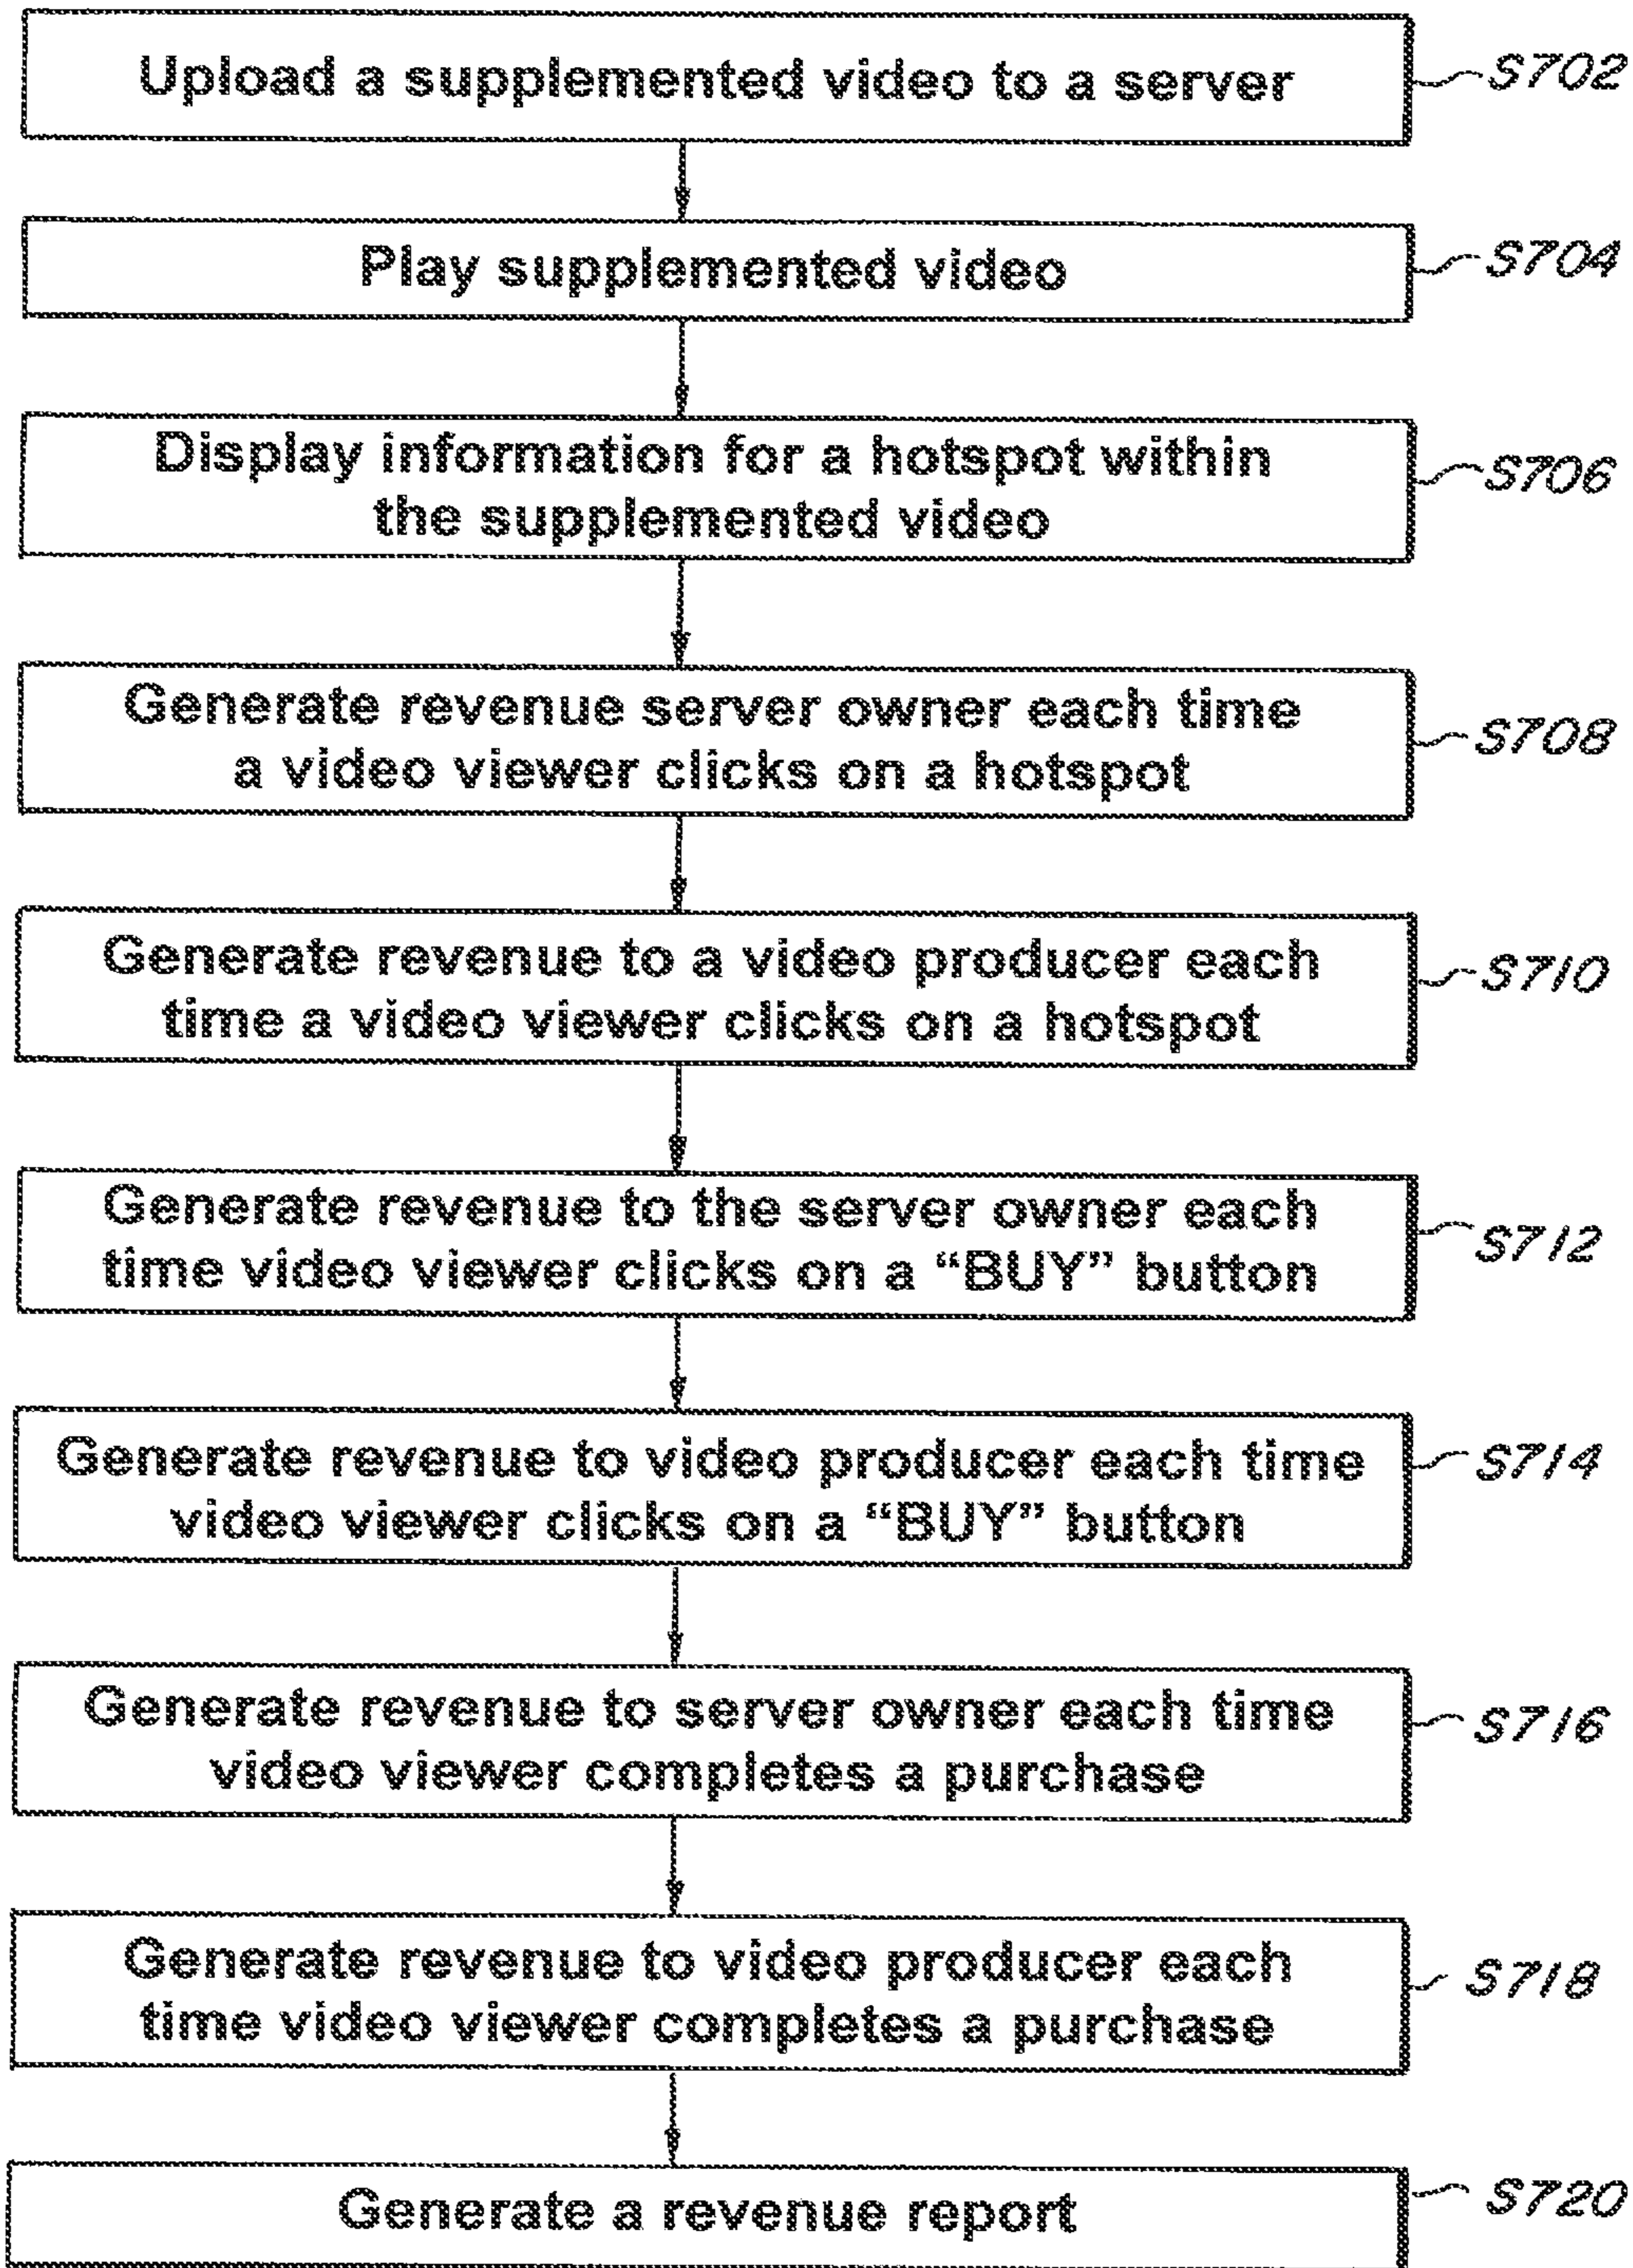 Upload a supplemented video to a server
S702
Play supplemented video
S704
Display information for a hotspot within
the supplemented video
S706
Generate revenue server owner each time
a video viewer clicks on a hotspot
S708
Generate revenue to a video producer each
time a video viewer clicks on a hotspot
S710
Generate revenue to the server owner each
time video viewer clicks on a “BUY” button
S712
Generate revenue to video producer each time
video viewer clicks on a “BUY” button
S714
Generate revenue to server owner each time
video viewer completes a purchase
S716
Generate revenue to video producer each
time video viewer completes a purchase
S718
Generate a revenue report
S720